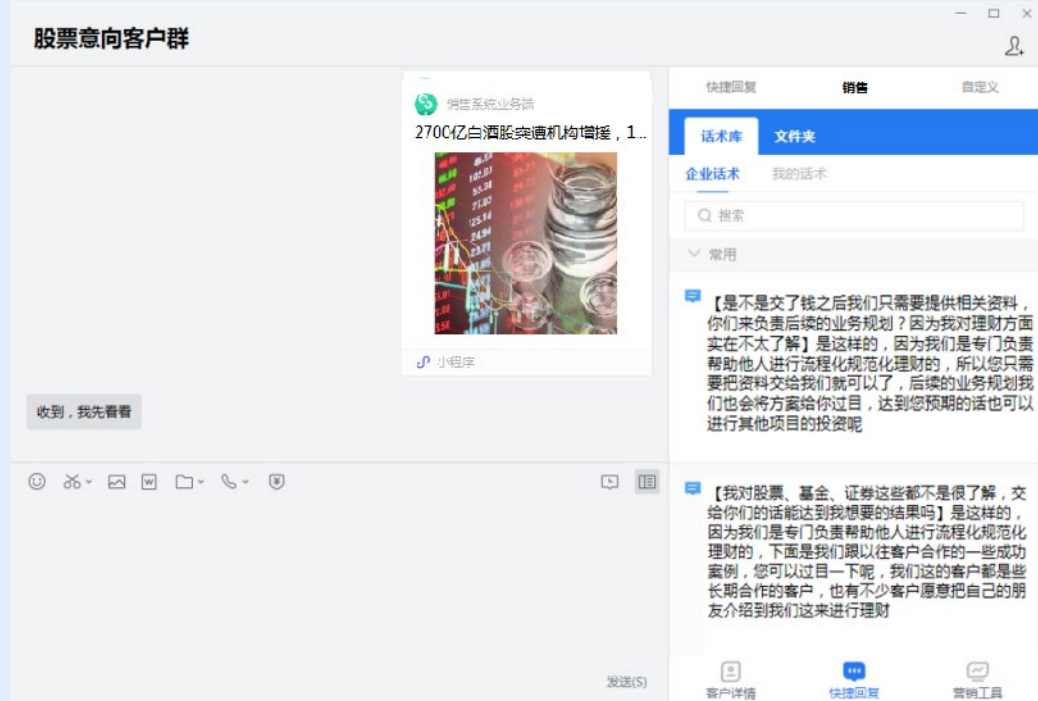 股票意向客户群
销售系统业务端
2700亿白酒股突遭机构增援，1...
小程序
收到，我先看看
发送(S)
快捷回复 销售 自定义
话术库 文件夹
企业话术 我的话术
搜索
常用
【是不是交了钱之后我们只需要提供相关资料，
你们来负责后续的业务规划？因为我对理财方面
实在不太了解】是这样的，因为我们是专门负责
帮助他人进行流程化规范化理财的，所以您只需
要把资料交给我们就可以了，后续的业务规划我
们也会将方案给你过目，达到您预期的话也可以
进行其他项目的投资呢
【我对股票、基金、证券这些都不是很了解，交
给你们的话能达到我想要的结果吗】是这样的，
因为我们是专门负责帮助他人进行流程化规范化
理财的，下面是我们跟以往客户合作的一些成功
案例，您可以过目一下呢，我们这的客户都是些
长期合作的客户，也有不少客户愿意把自己的朋
友介绍到我们这来进行理财
客户详情 快捷回复 营销工具